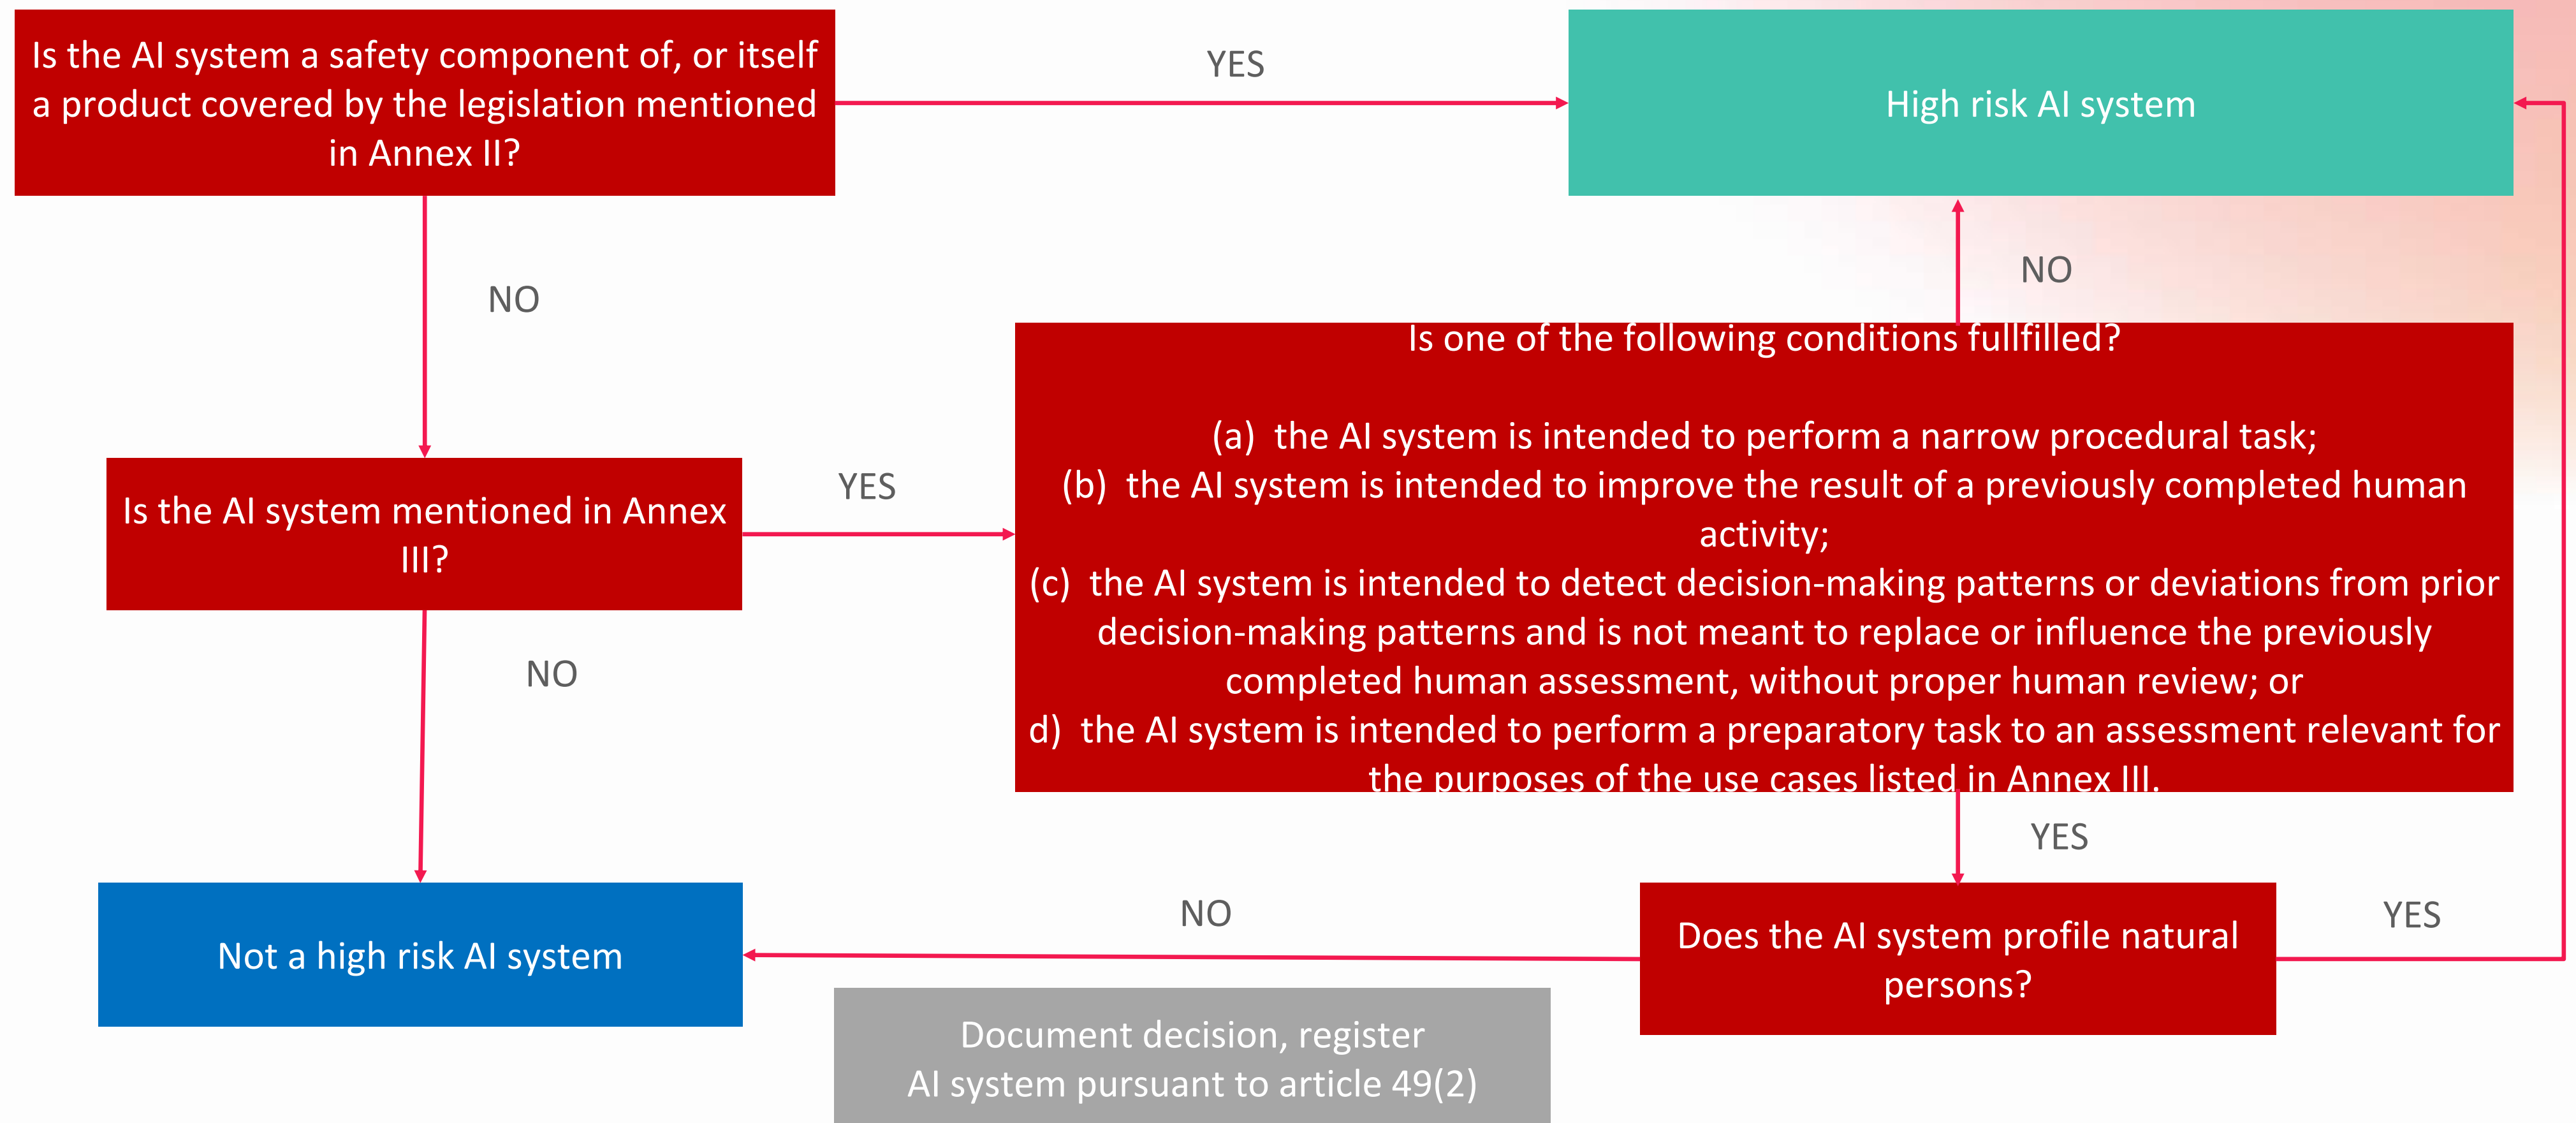 Is the AI system a safety component of, or itself
a product covered by the legislation mentioned
in Annex II?
YES
High risk AI system
NO
NO
Is one of the following conditions fullfilled?
(a) the AI system is intended to perform a narrow procedural task;
(b) the AI system is intended to improve the result of a previously completed human
activity;
(c) the AI system is intended to detect decision-making patterns or deviations from prior
decision-making patterns and is not meant to replace or influence the previously
completed human assessment, without proper human review; or
d) the AI system is intended to perform a preparatory task to an assessment relevant for
the purposes of the use cases listed in Annex III.
YES
Is the AI system mentioned in Annex
III?
NO
YES
Not a high risk AI system
NO
Does the AI system profile natural
persons?
YES
Document decision, register
AI system pursuant to article 49(2)